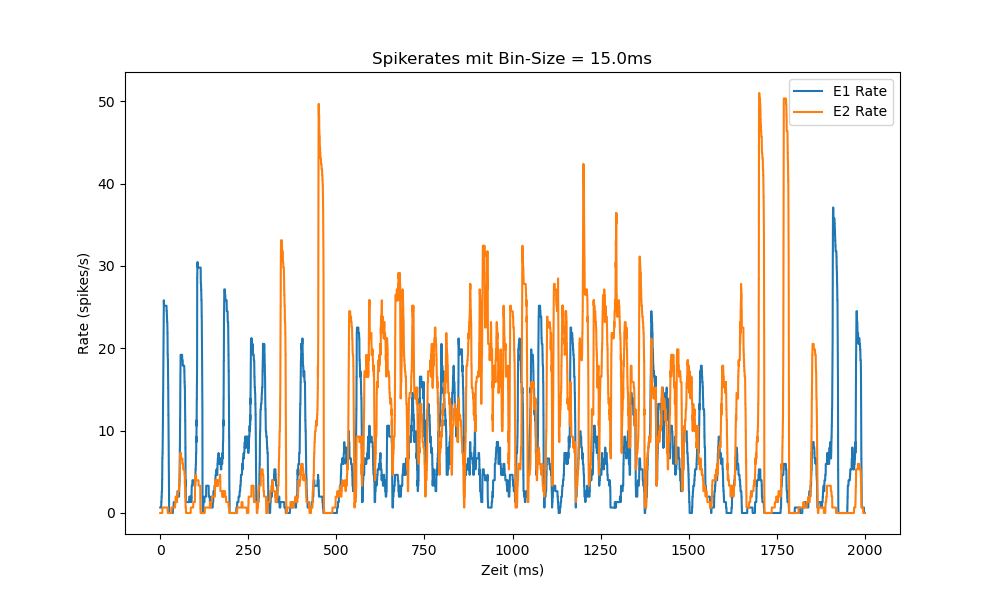 Spikerates mit Bin-Size = 15.0ms
E1 Rate
E2 Rate
50
40
30
20
10
0
Rate (spikes/s)
0 250 500 750 1000 1250 1500 1750 2000
Zeit (ms)